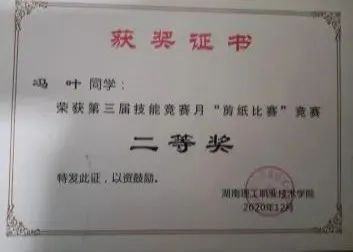 获奖证书
冯 叶 同学：
荣获第三届技能竞赛月“剪纸比赛”竞赛
二等奖
特发此证，以资鼓励。
湖南理工职业技术学院
2020年12月